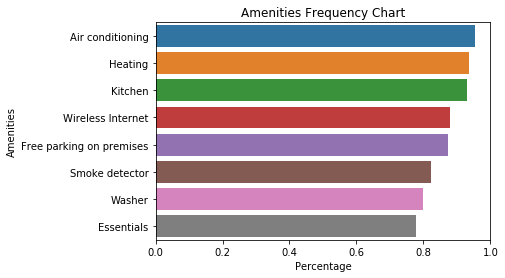 Amenities Frequency Chart
Amenities
Air conditioning
Heating
Kitchen
Wireless Internet
Free parking on premises
Smoke detector
Washer
Essentials
0.0 0.2 0.4 0.6 0.8 1.0
Percentage